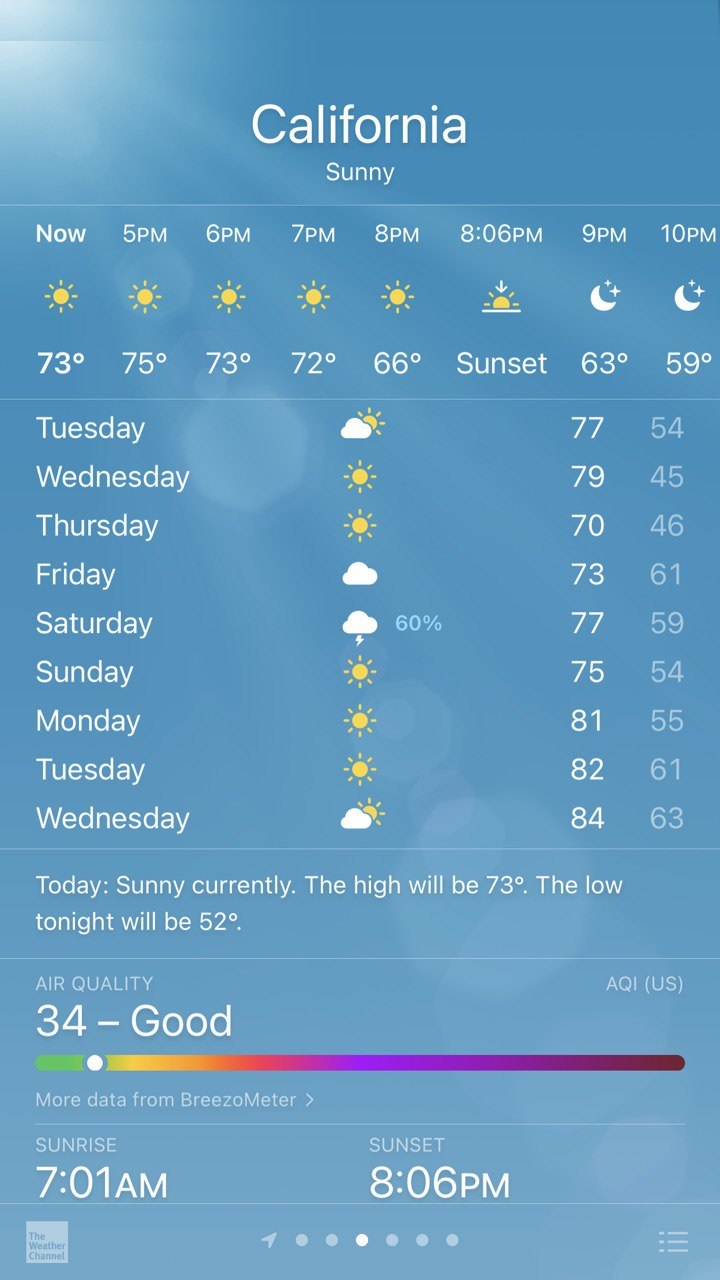 California
Sunny
Now 5PM 6PM 7PM 8PM 8:06PM 9PM 10PM
73° 75° 73° 72° 66° Sunset 63° 59°
Tuesday 77 54
Wednesday 79 45
Thursday 70 46
Friday 73 61
Saturday 60% 77 59
Sunday 75 54
Monday 81 55
Tuesday 82 61
Wednesday 84 63
Today: Sunny currently. The high will be 73°. The low
tonight will be 52°.
AIR QUALITY AQI (US)
34 – Good
More data from BreezoMeter >
SUNRISE SUNSET
7:01AM 8:06PM
The
Weather
Channel